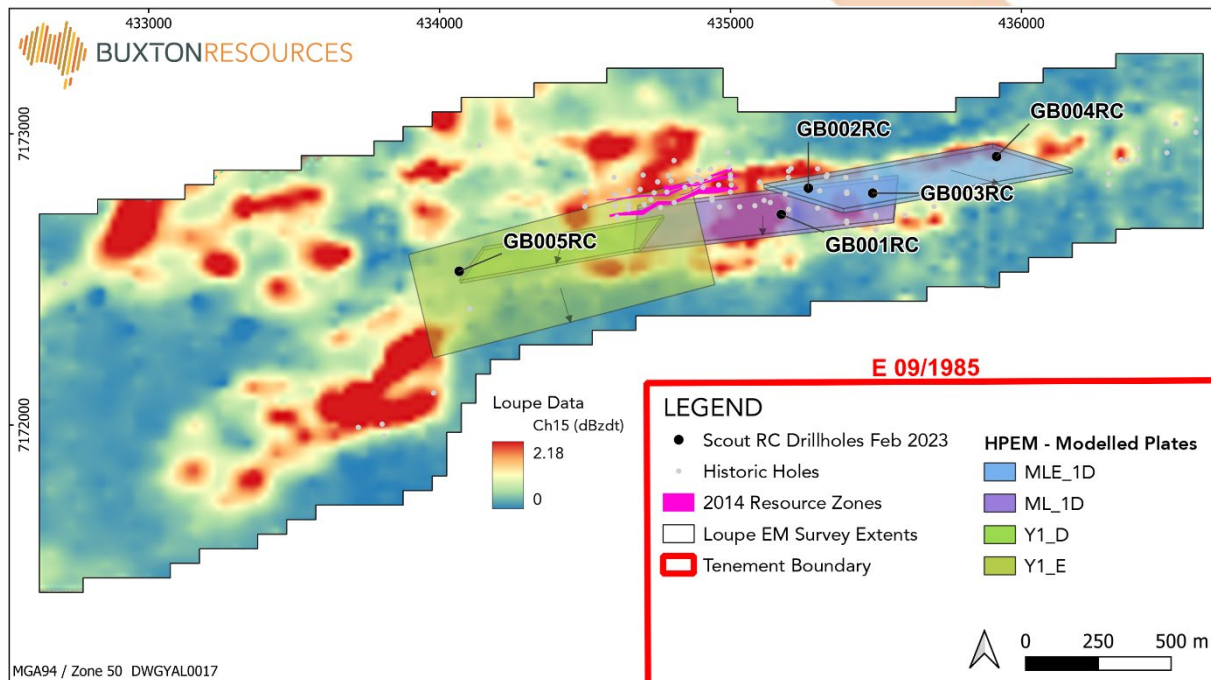 433000
434000
435000
436000
BUXTONRESOURCES
7173000
7172000
GB004RC
GB002RC
GB003RC
GB001RC
GB005RC
E 09/1985
Loupe Data
Ch15 (dBzdt)
2.18
0
LEGEND
Scout RC Drillholes Feb 2023
Historic Holes
2014 Resource Zones
Loupe EM Survey Extents
Tenement Boundary
HPEM - Modelled Plates
MLE_1D
ML_1D
Y1_D
Y1_E
0 250 500 m
MGA94 / Zone 50 DWGYAL0017